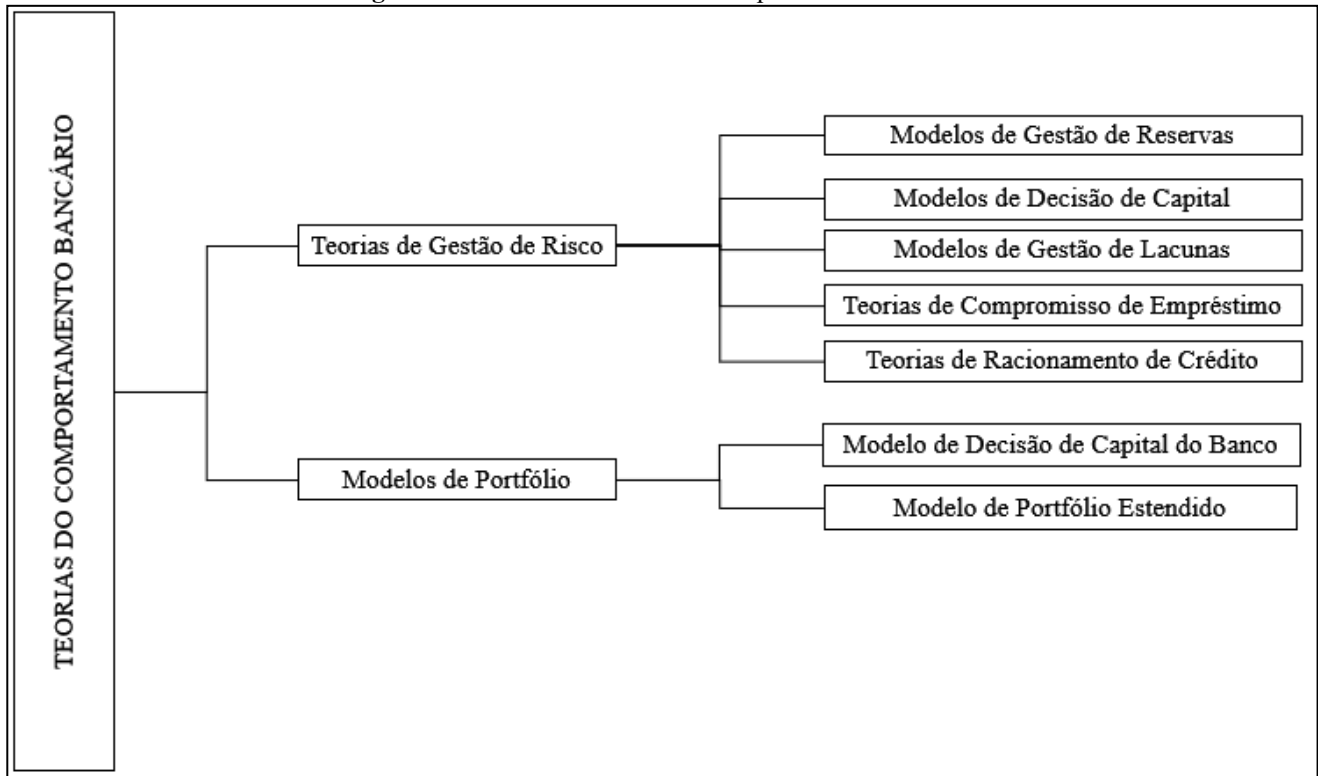 TEORIAS DO COMPORTAMENTO BANCÁRIO
Teorias de Gestão de Risco
Modelos de Gestão de Reservas
Modelos de Decisão de Capital
Modelos de Gestão de Lacunas
Teorias de Compromisso de Empréstimo
Teorias de Racionamento de Crédito
Modelos de Portfólio
Modelo de Decisão de Capital do Banco
Modelo de Portfólio Estendido